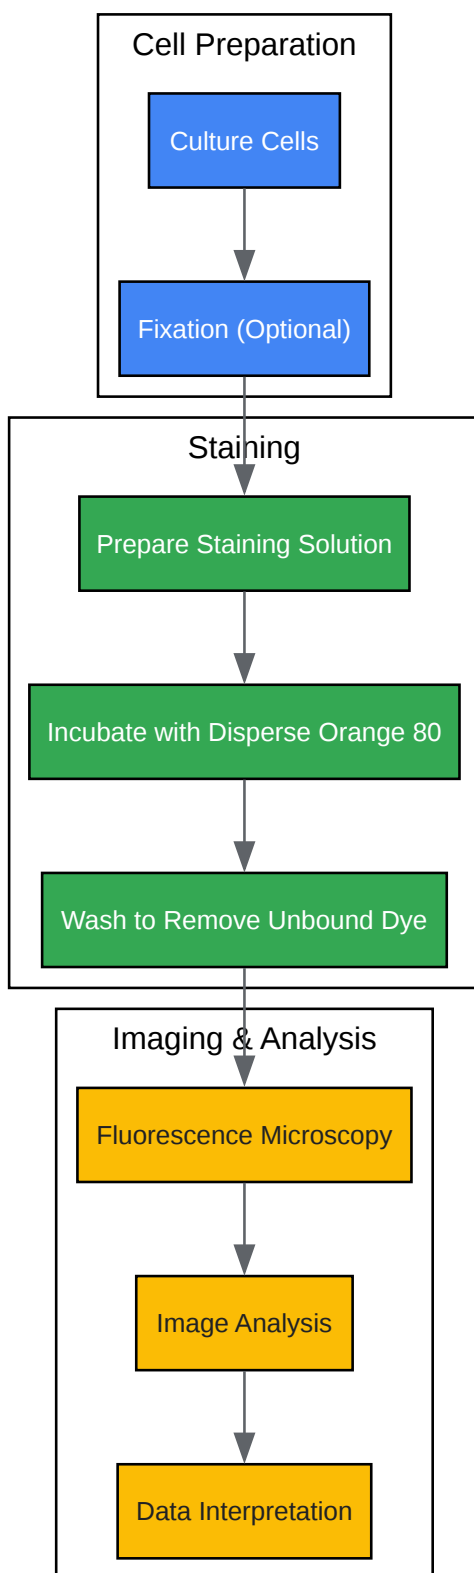 Cell Preparation
Culture Cells
Fixation (Optional)
Staining
Prepare Staining Solution
Incubate with Disperse Orange 80
Wash to Remove Unbound Dye
Imaging & Analysis
Fluorescence Microscopy
Image Analysis
Data Interpretation